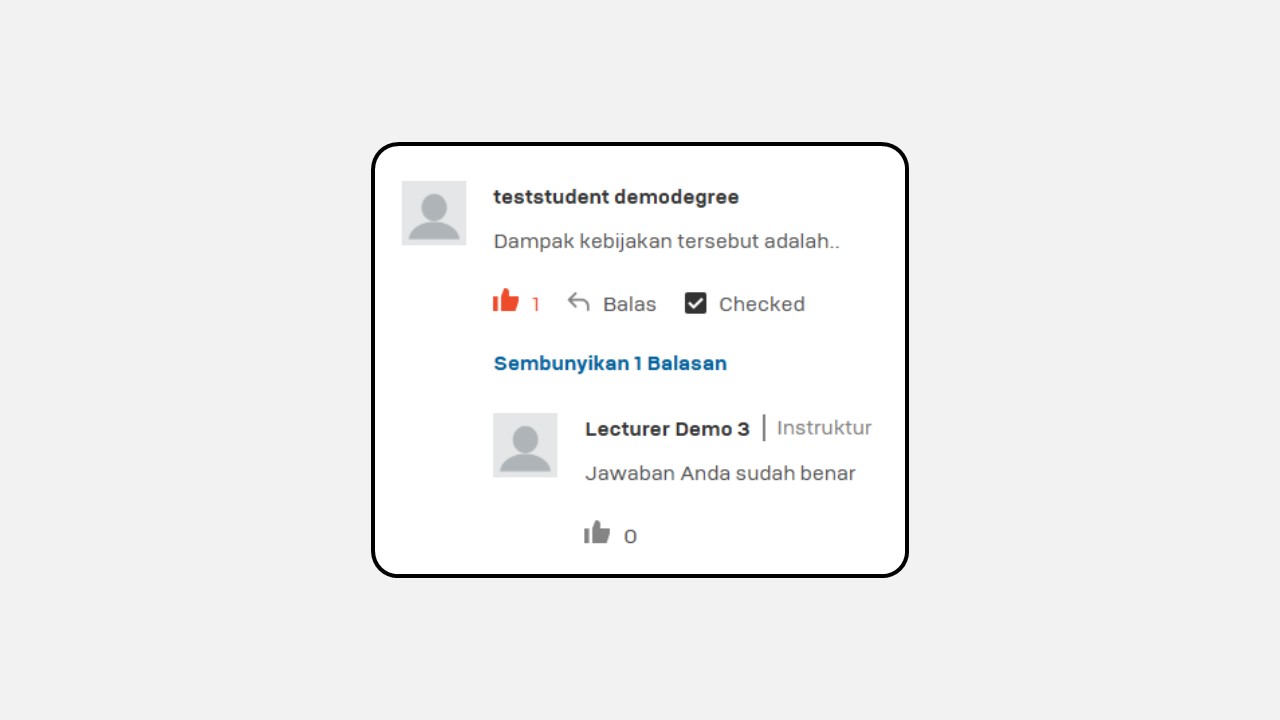 teststudent demodegree
Dampak kebijakan tersebut adalah..
1 Balas Checked
Sembunyikan 1 Balasan
Lecturer Demo 3 | Instruktur
Jawaban Anda sudah benar
0